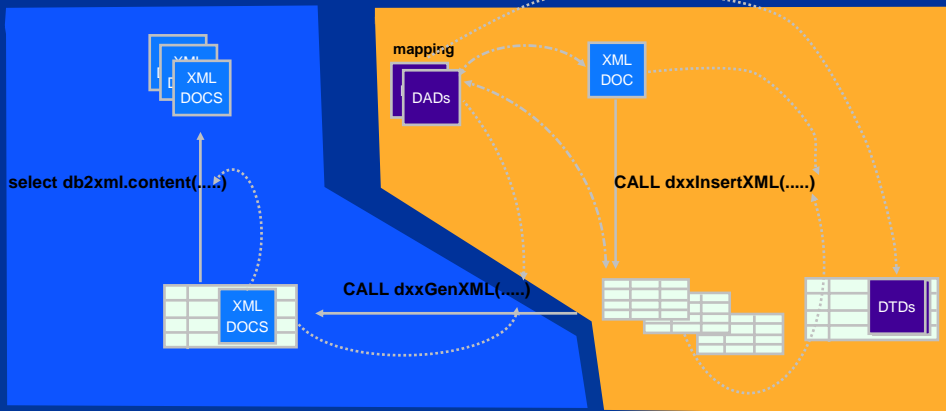 mapping
XML
DOCS
XML
DOC
DADs
select db2xml.content(.....)
CALL dxxInsertXML(.....)
CALL dxxGenXML(.....)
XML
DOCS
DTDs